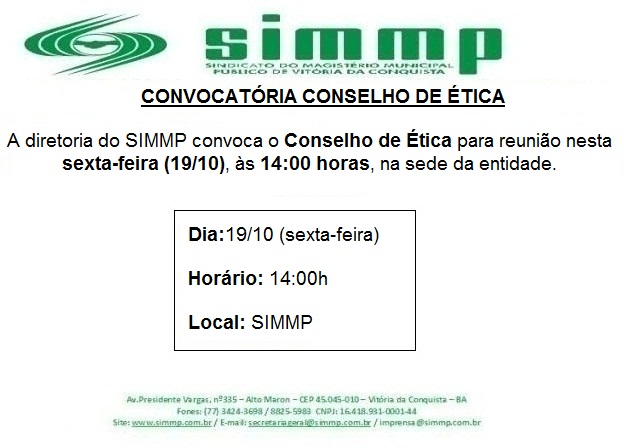 simmp
SINDICATO DO MAGISTÉRIO MUNICIPAL
PÚBLICO DE VITÓRIA DA CONQUISTA
CONVOCATÓRIA CONSELHO DE ÉTICA
A diretoria do SIMMP convoca o Conselho de Ética para reunião nesta
sexta-feira (19/10), às 14:00 horas, na sede da entidade.
Dia:19/10 (sexta-feira)
Horário: 14:00h
Local: SIMMP
Av.Presidente Vargas, nº335 – Alto Maron – CEP 45.045-010 – Vitória da Conquista – BA
Fones: (77) 3424-3698 / 8825-5983 CNPJ: 16.418.931-0001-44
Site: www.simmp.com.br / E-mail: secretariageral@simmp.com.br / imprensa@simmp.com.br